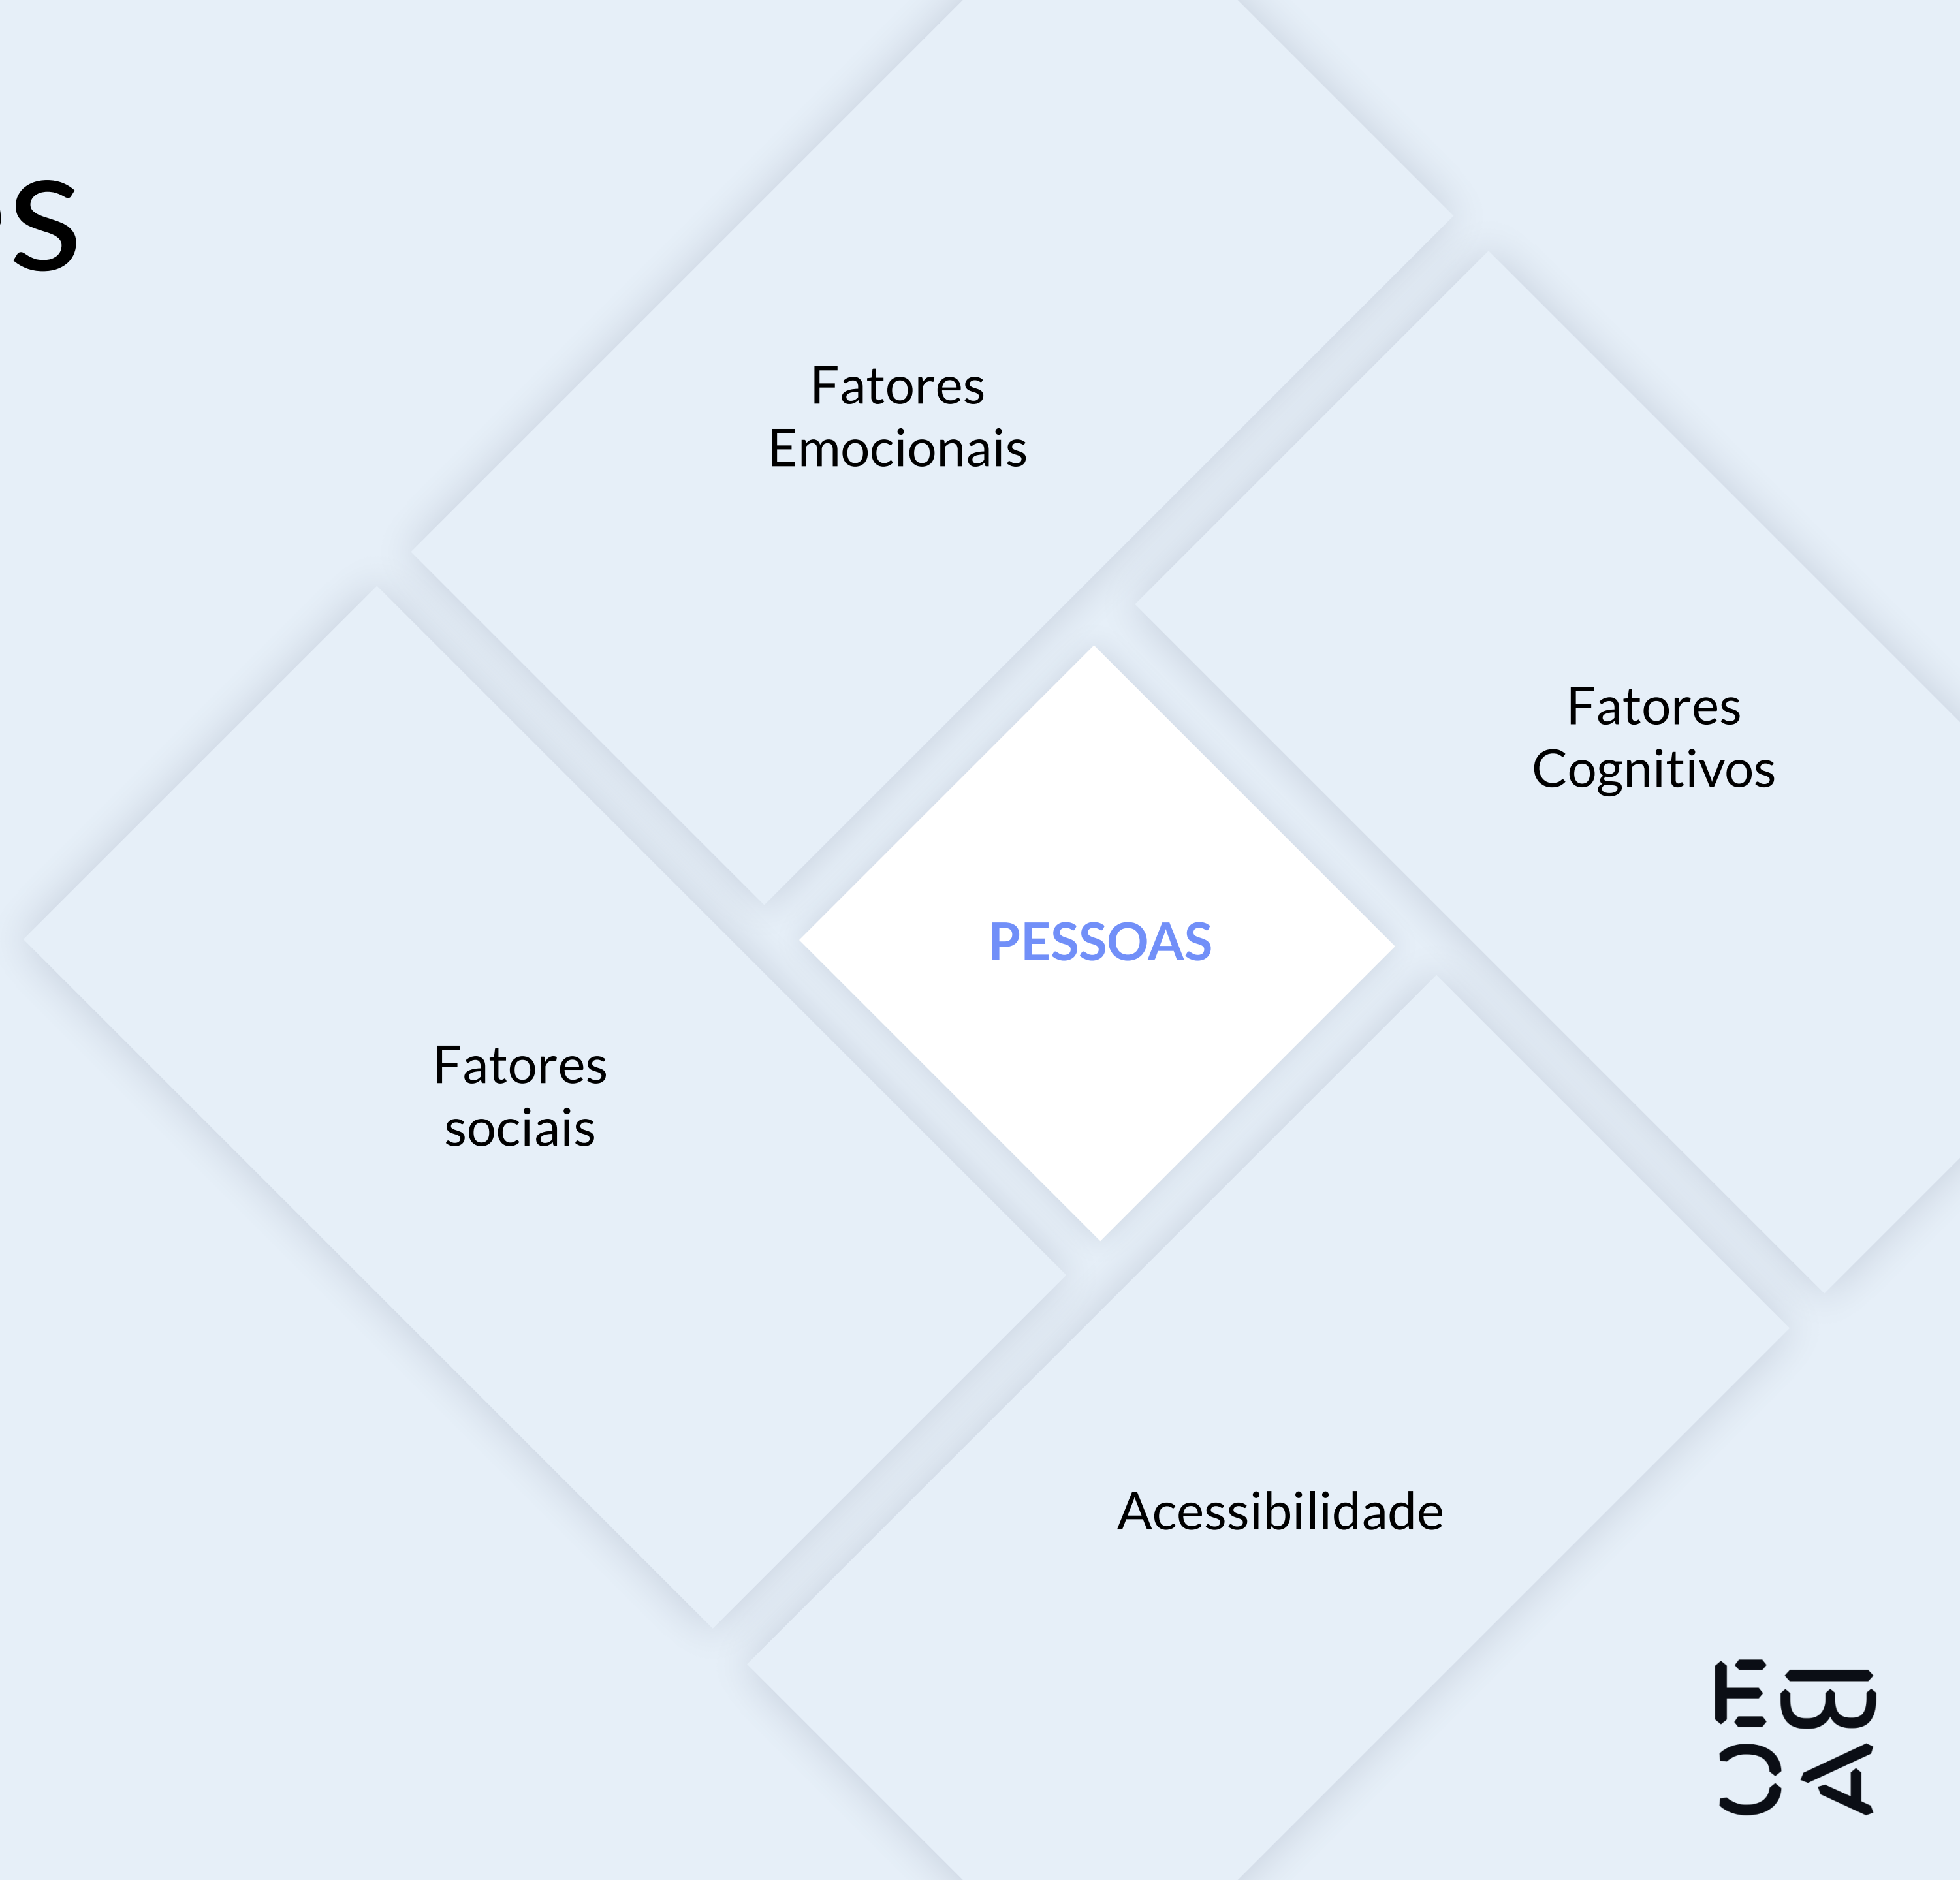 s
Fatores
Emocionais
Fatores
Cognitivos
PESSOAS
Fatores
sociais
Acessibilidade